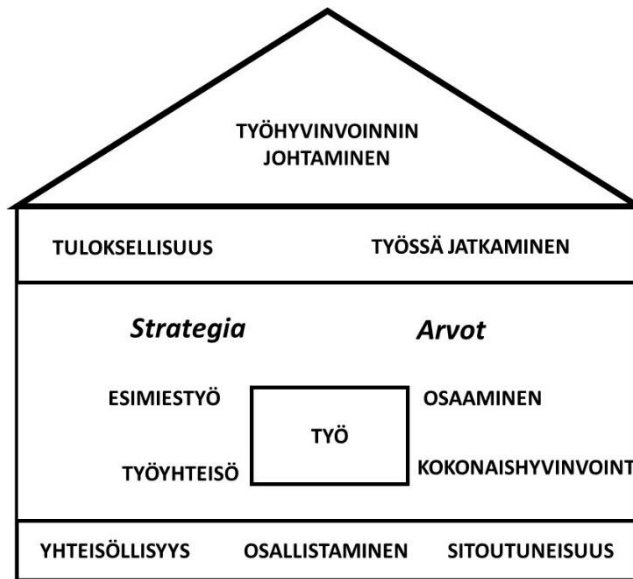 TYÖHYVINVOINNIN
JOHTAMINEN
TULOKSELLISUUS TYÖSSÄ JATKAMINEN
Strategia Arvot
ESIMIESTYÖ OSAAMINEN
TYÖ
TYÖYHTEISÖ KOKONAISHYVINVOINT
YHTEISÖLLISYYS OSALLISTAMINEN SITOUTUNEISUUS